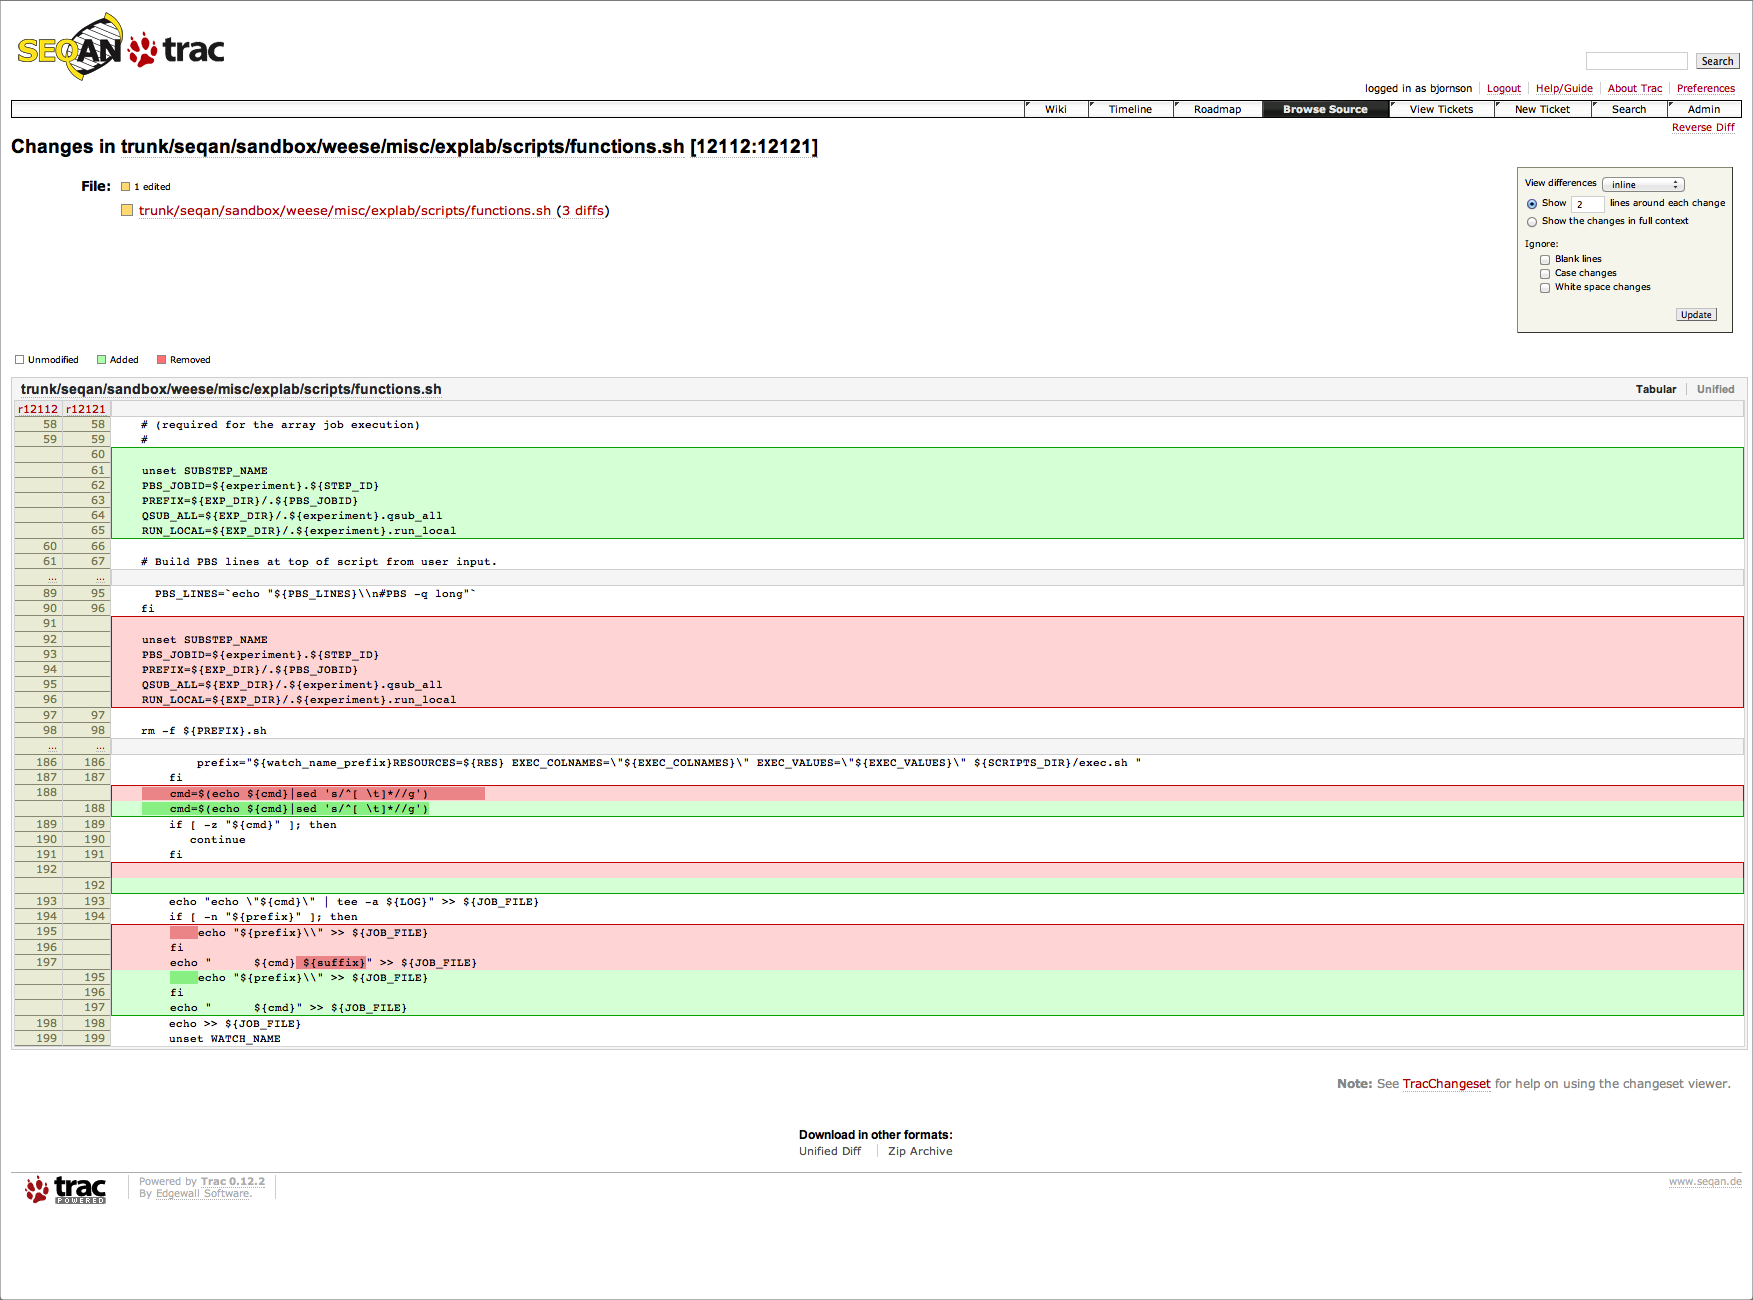 SEQAN trac
Search
logged in as bjornson Logout Help/Guide About Trac Preferences
Wiki Timeline Roadmap Browse Source View Tickets New Ticket Search Admin
Reverse Diff
Changes in trunk/seqan/sandbox/weese/misc/explab/scripts/functions.sh [12112:12121]
File: 1 edited
trunk/seqan/sandbox/weese/misc/explab/scripts/functions.sh (3 diffs)
View differences inline
Show 2 lines around each change
Show the changes in full context
Ignore:
Blank lines
Case changes
White space changes
Update
Unmodified Added Removed
trunk/seqan/sandbox/weese/misc/explab/scripts/functions.sh Tabular Unified
r12112 r12121
58 58 # (required for the array job execution)
59 59 #
60
61 unset SUBSTEP_NAME
62 PBS_JOBID=${experiment}.${STEP_ID}
63 PREFIX=${EXP_DIR}/.${PBS_JOBID}
64 QSUB_ALL=${EXP_DIR}/.${experiment}.qsub_all
65 RUN_LOCAL=${EXP_DIR}/.${experiment}.run_local
60 66
61 67 # Build PBS lines at top of script from user input.
... ...
89 95 PBS_LINES=`echo "${PBS_LINES}\\n#PBS -q long"`
90 96 fi
91
92 unset SUBSTEP_NAME
93 PBS_JOBID=${experiment}.${STEP_ID}
94 PREFIX=${EXP_DIR}/.${PBS_JOBID}
95 QSUB_ALL=${EXP_DIR}/.${experiment}.qsub_all
96 RUN_LOCAL=${EXP_DIR}/.${experiment}.run_local
97 97
98 98 rm -f ${PREFIX}.sh
... ...
186 186 prefix="${watch_name_prefix}RESOURCES=${RES} EXEC_COLNAMES=\"${EXEC_COLNAMES}\" EXEC_VALUES=\"${EXEC_VALUES}\" ${SCRIPTS_DIR}/exec.sh "
187 187 fi
188 cmd=$(echo ${cmd}|sed 's/^[ \t]*//g')
188 cmd=$(echo ${cmd}|sed 's/^[ \t]*//g')
189 189 if [ -z "${cmd}" ]; then
190 190 continue
191 191 fi
192
192
193 193 echo "echo \"${cmd}\" | tee -a ${LOG}" >> ${JOB_FILE}
194 194 if [ -n "${prefix}" ]; then
195 echo "${prefix}\\" >> ${JOB_FILE}
196 fi
197 echo " ${cmd} ${suffix}" >> ${JOB_FILE}
195 echo "${prefix}\\" >> ${JOB_FILE}
196 fi
197 echo " ${cmd}" >> ${JOB_FILE}
198 198 echo >> ${JOB_FILE}
199 199 unset WATCH_NAME
Note: See TracChangeset for help on using the changeset viewer.
Download in other formats:
Unified Diff Zip Archive
trac POWERED
Powered by Trac 0.12.2
By Edgewall Software.
www.seqan.de